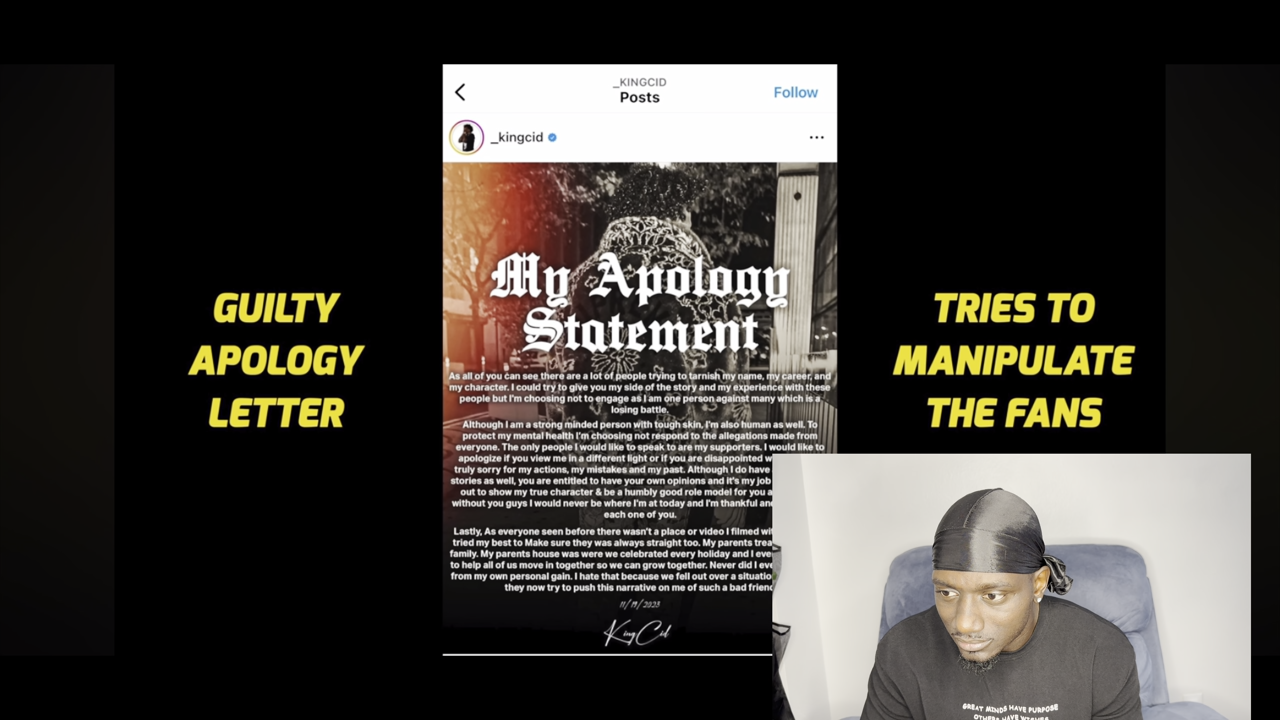 _KINGCID
Posts
Follow
_kingcid
GUILTY
APOLOGY
LETTER
My Apology
Statement
As all of you can see there are a lot of people trying to tarnish my name, my career, and
my character. I could try to give you my side of the story and my experience with these
people but I'm choosing not to engage as I am one person against many which is a
losing battle.
Although I am a strong minded person with tough skin, I'm also human as well. To
protect my mental health I'm choosing not respond to the allegations made from
everyone. The only people I would like to speak to are my supporters. I would like to
apologize if you view me in a different light or if you are disappointed
truly sorry for my actions, my mistakes and my past. Although I do have
stories as well, you are entitled to have your own opinions and it's my job
out to show my true character & be a humbly good role model for you
without you guys I would never be where I'm at today and I'm thankful
each one of you.
Lastly, As everyone seen before there wasn't a place or video I filmed
tried my best to Make sure they was always straight too. My parents
family. My parents house was were we celebrated every holiday and I
to help all of us move in together so we can grow together. Never did I
from my own personal gain. I hate that because we fell out over a
they now try to push this narrative on me of such a bad
11/19/2023
KingCid
TRIES TO
MANIPULATE
THE FANS
GREAT MINDS HAVE PURPOSE
OTHERS HAVE WISHES